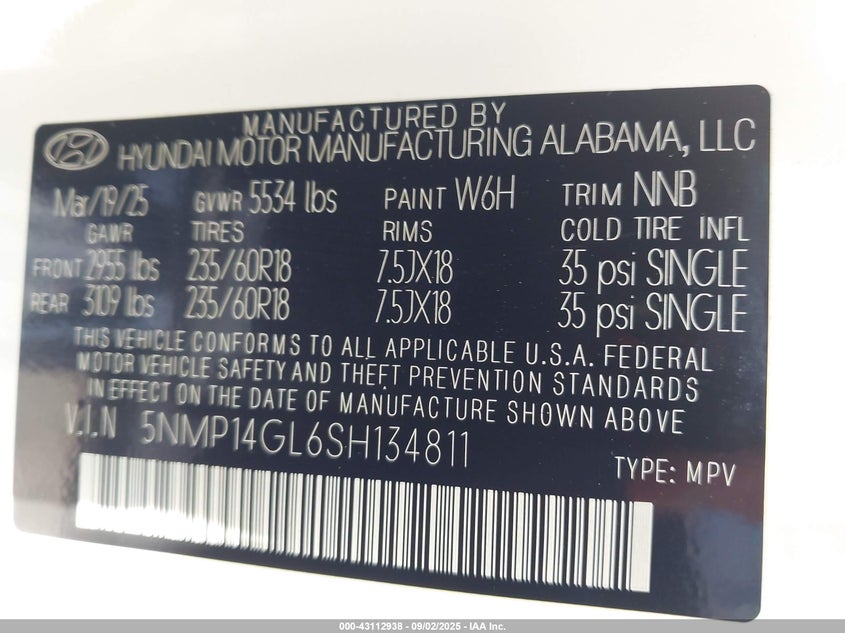 MANUFACTURED BY
HYUNDAI MOTOR MANUFACTURING ALABAMA, LLC
Mar/19/25 GVWR 5534 lbs PAINT W6H TRIM NNB
GAWR TIRES RIMS COLD TIRE INFL
FRONT 2955 lbs 235/60R18 7.5JX18 35 psi SINGLE
REAR 3109 lbs 235/60R18 7.5JX18 35 psi SINGLE
THIS VEHICLE CONFORMS TO ALL APPLICABLE U.S.A. FEDERAL
MOTOR VEHICLE SAFETY AND THEFT PREVENTION STANDARDS
IN EFFECT ON THE DATE OF MANUFACTURE SHOWN ABOVE
V.I.N 5NMP14GL6SH134811
TYPE: MPV
000-43112938 - 09/02/2025 - IAA Inc.